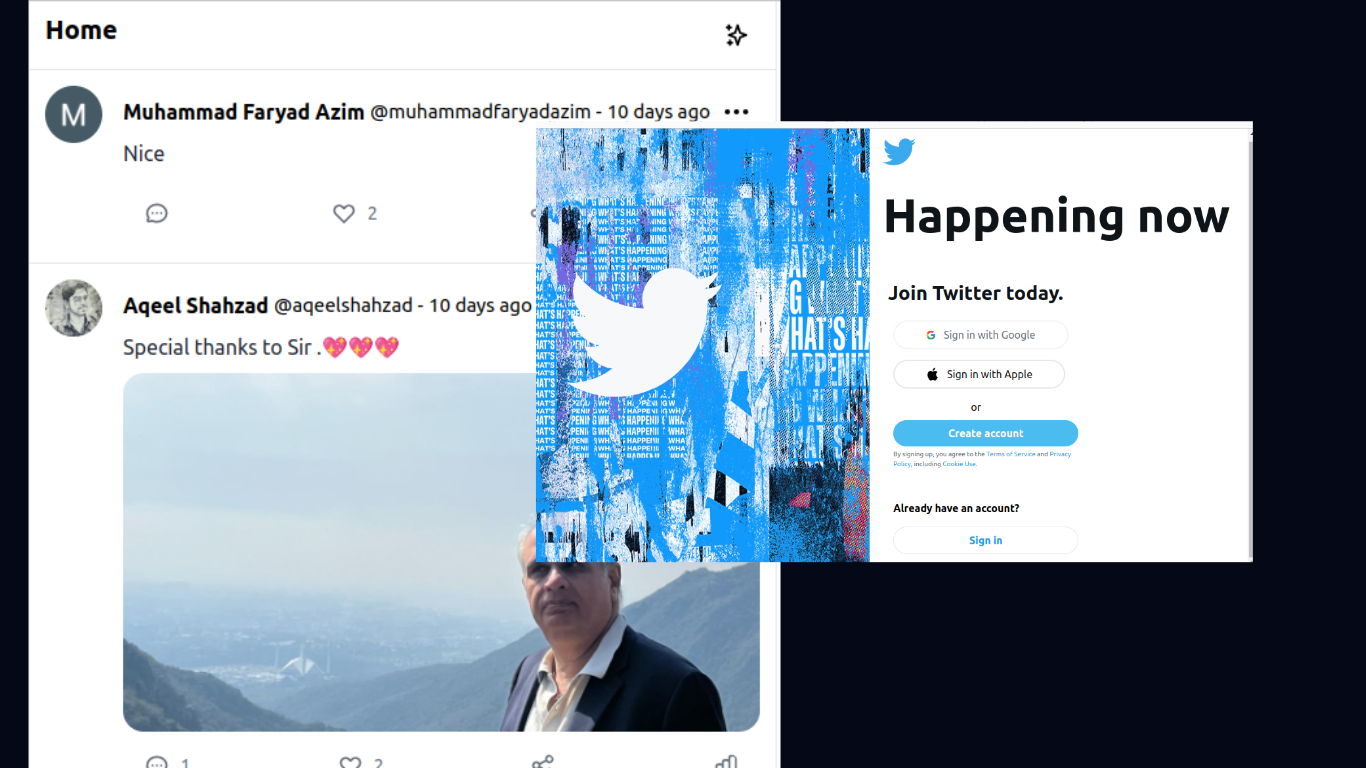 Home
M
Muhammad Faryad Azim @muhammadfaryadazim - 10 days ago
Nice
2
Aqeel Shahzad @aqeelshahzad - 10 days ago
Special thanks to Sir .💖💖💖
1
2
Happening now
Join Twitter today.
Sign in with Google
Sign in with Apple
or
Create account
By signing up, you agree to the Terms of Service and Privacy
Policy, including Cookie Use.
Already have an account?
Sign in